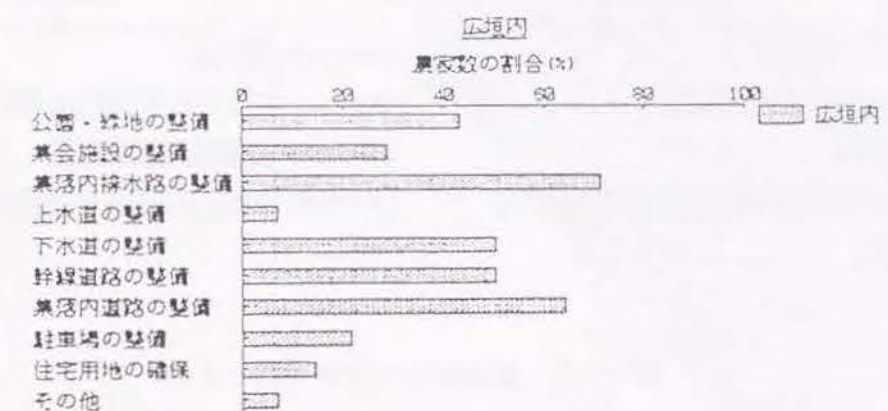 広垣内
農家数の割合(%)
0 20 40 60 80 100
広垣内
公園・緑地の整備
集会施設の整備
集落内排水路の整備
上水道の整備
下水道の整備
幹線道路の整備
集落内道路の整備
駐車場の整備
住宅用地の確保
その他